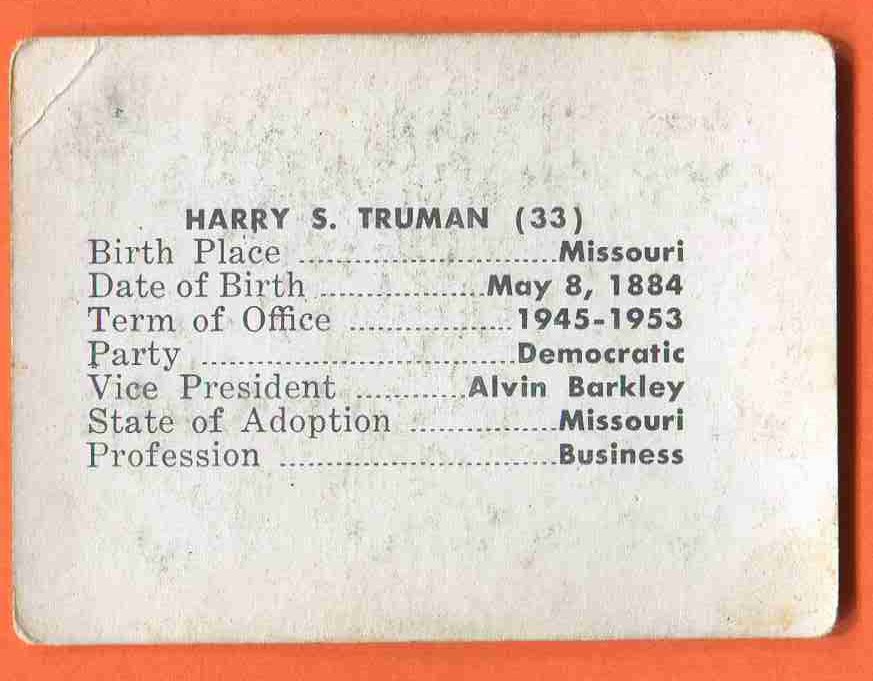 HARRY S. TRUMAN (33)
Birth Place ..........................Missouri
Date of Birth .................May 8, 1884
Term of Office .................1945-1953
Party .................................Democratic
Vice President ............Alvin Barkley
State of Adoption ...............Missouri
Profession .............................Business